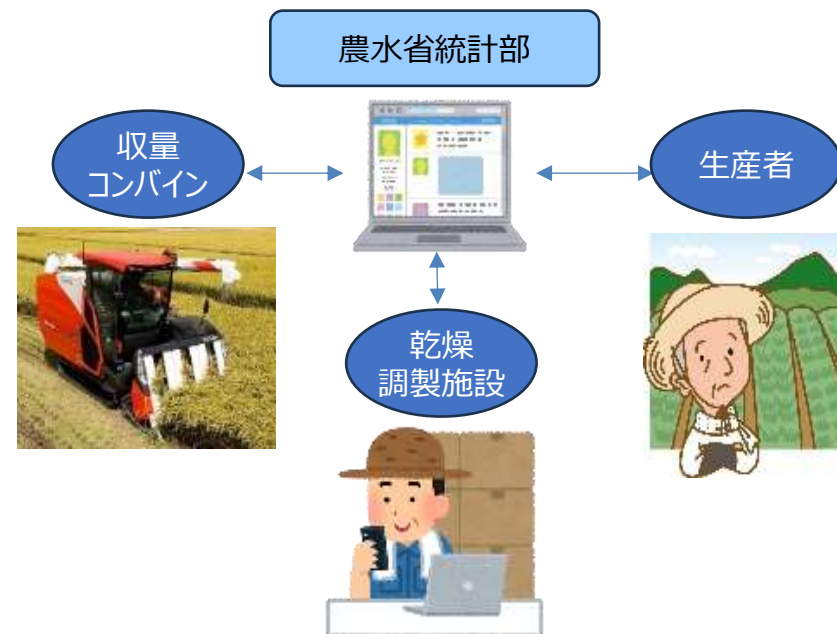 農水省統計部
収量
コンバイン
生産者
乾燥
調製施設